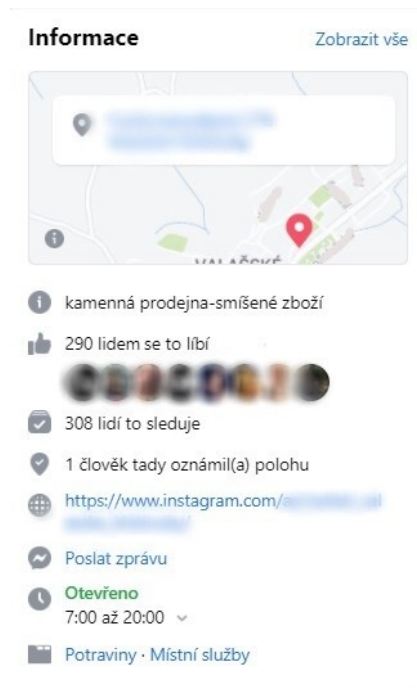 Informace
Zobrazit vše
VALAŠSKÉ
kamenná prodejna-smíšené zboží
290 lidem se to líbí
308 lidí to sleduje
1 člověk tady oznámil(a) polohu
https://www.instagram.com/
Poslat zprávu
Otevřeno
7:00 až 20:00
Potraviny · Místní služby